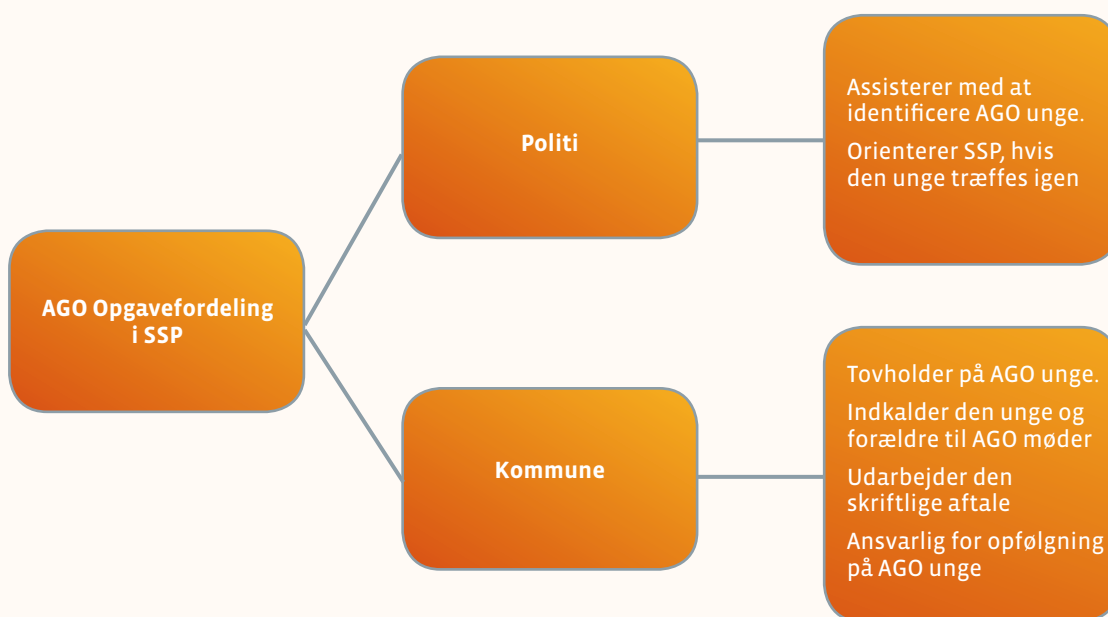 AGO Opgavefordeling
i SSP
Politi
Assisterer med at
identificere AGO unge.
Orienterer SSP, hvis
den unge træffes igen
Kommune
Tovholder på AGO unge.
Indkalder den unge og
forældre til AGO møder
Udarbejder den
skriftlige aftale
Ansvarlig for opfølgning
på AGO unge